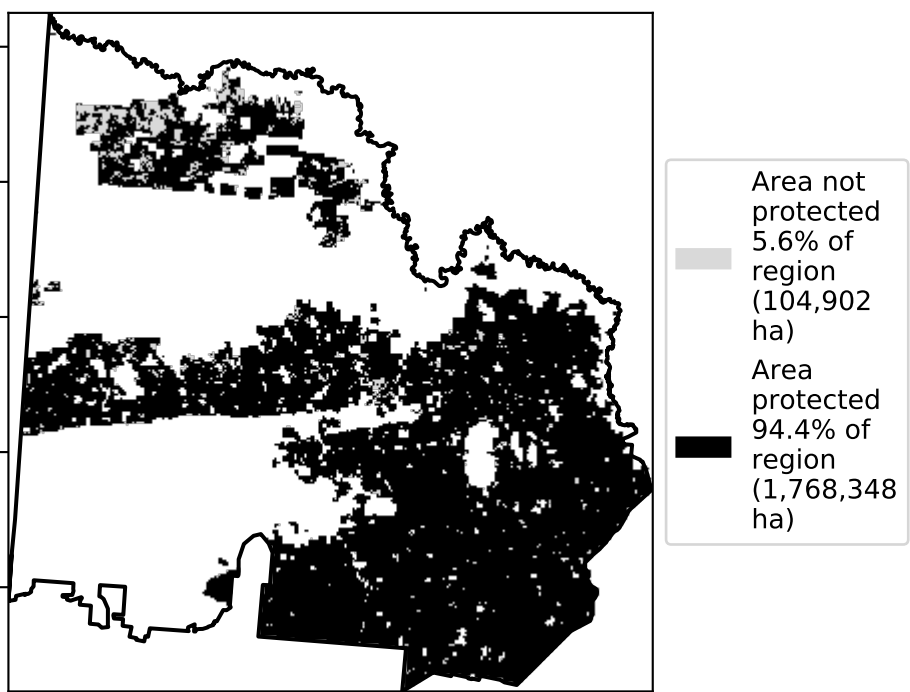 Area not
protected
5.6% of
region
(104,902
ha)
Area
protected
94.4% of
region
(1,768,348
ha)